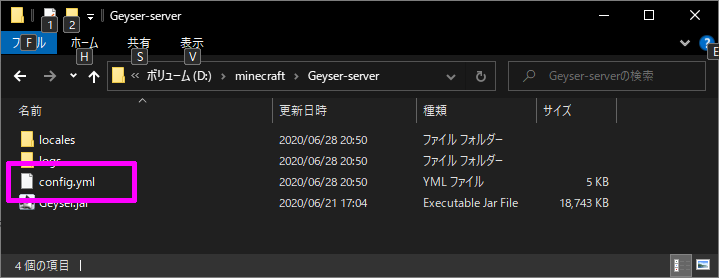 Geyser-server
1 2
ファイル ホーム 共有 表示
F H S V E
« ボリューム (D:) › minecraft › Geyser-server
Geyser-serverの検索
名前 更新日時 種類 サイズ
locales 2020/06/28 20:50 ファイル フォルダー
logs 2020/06/28 20:50 ファイル フォルダー
config.yml 2020/06/28 20:50 YML ファイル 5 KB
Geyser.jar 2020/06/21 17:04 Executable Jar File 18,743 KB
4 個の項目